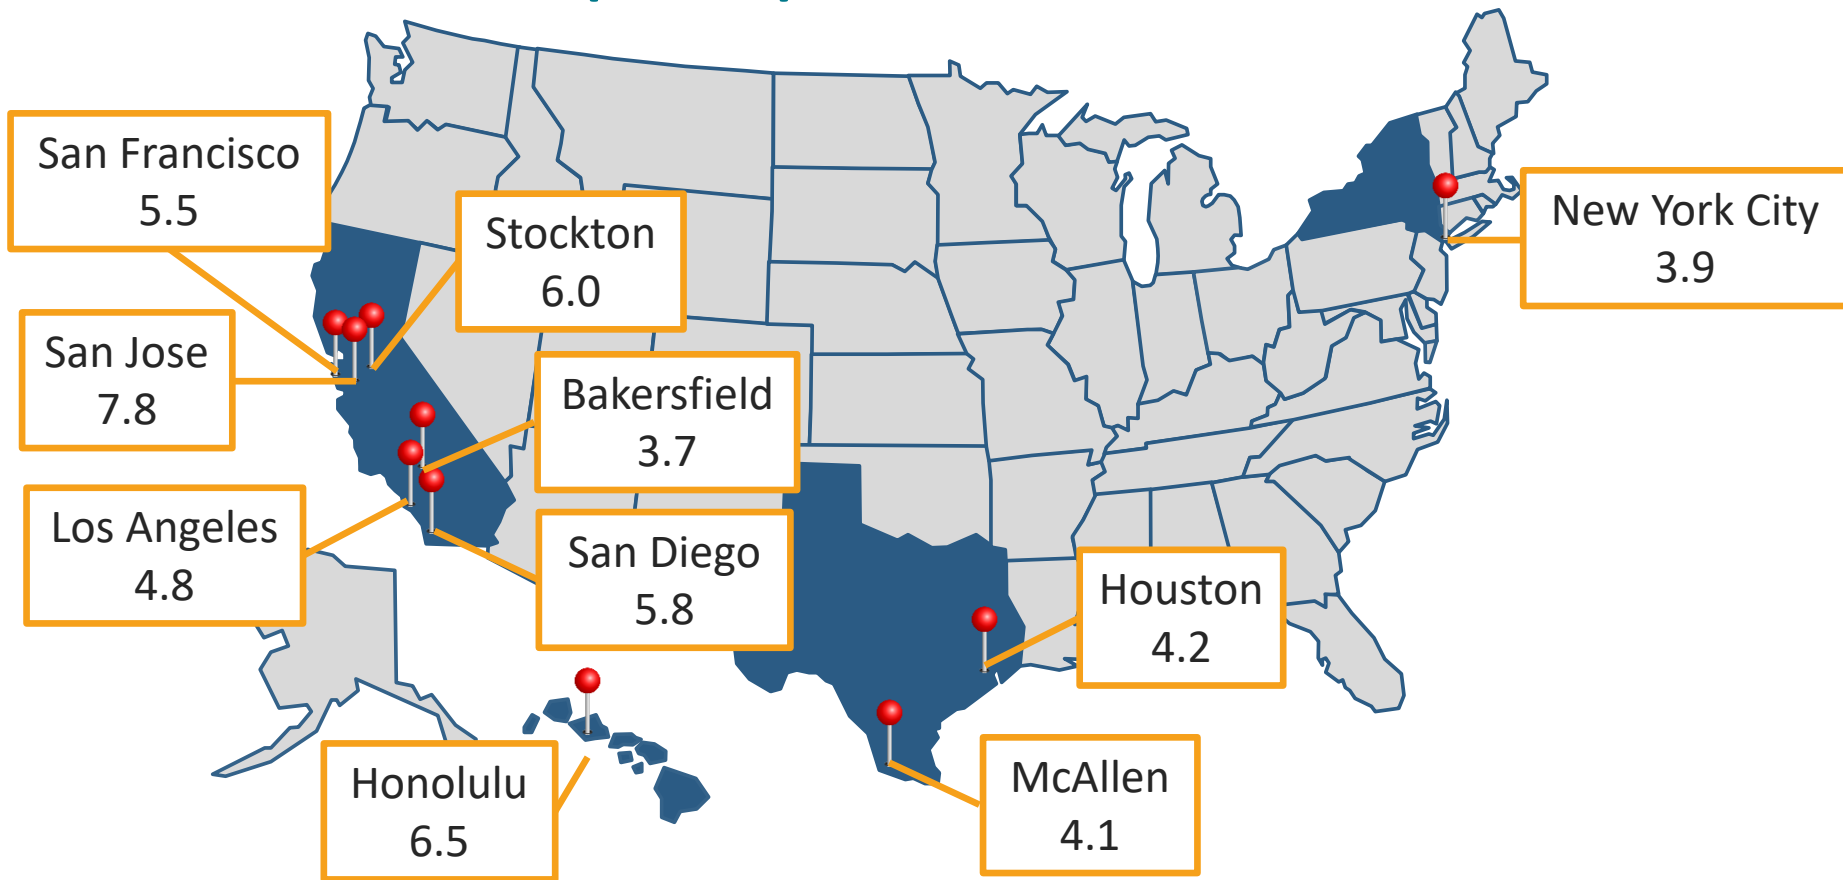 San Francisco
5.5
Stockton
6.0
New York City
3.9
San Jose
7.8
Bakersfield
3.7
Los Angeles
4.8
San Diego
5.8
Houston
4.2
Honolulu
6.5
McAllen
4.1